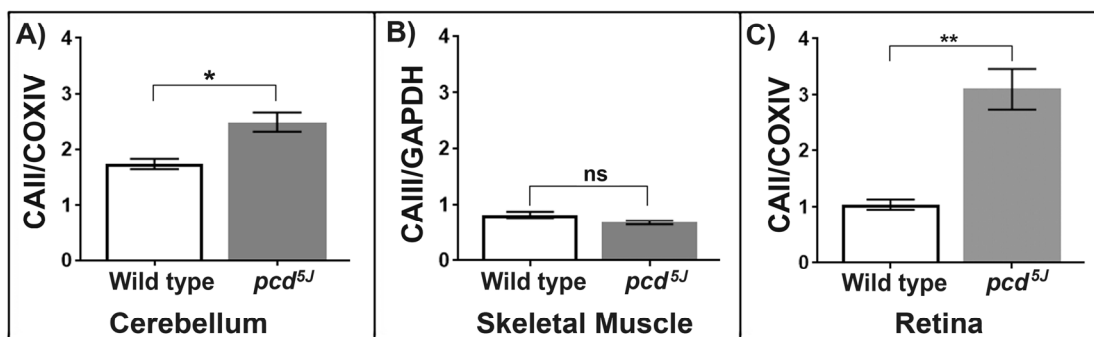 A)
CAII/COXIV
4
3
2
1
0
*
Wild type pcd5J
Cerebellum
B)
CAIII/GAPDH
4
3
2
1
0
ns
Wild type pcd5J
Skeletal Muscle
C)
CAII/COXIV
4
3
2
1
0
**
Wild type pcd5J
Retina